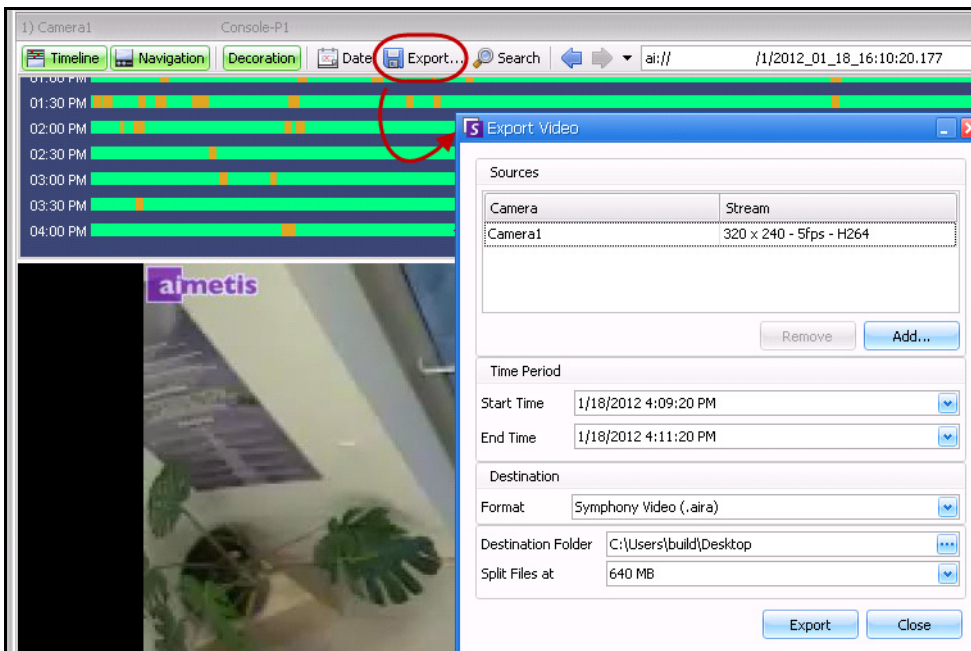 1) Camera1 Console-P1
Timeline Navigation Decoration Date Export... Search ai:// /1/2012_01_18_16:10:20.177
01:00 PM
01:30 PM
02:00 PM
02:30 PM
03:00 PM
03:30 PM
04:00 PM
aimetis
Export Video
Sources
Camera Stream
Camera1 320 x 240 - 5fps - H264
Remove Add...
Time Period
Start Time 1/18/2012 4:09:20 PM
End Time 1/18/2012 4:11:20 PM
Destination
Format Symphony Video (.aira)
Destination Folder C:\Users\build\Desktop
Split Files at 640 MB
Export Close